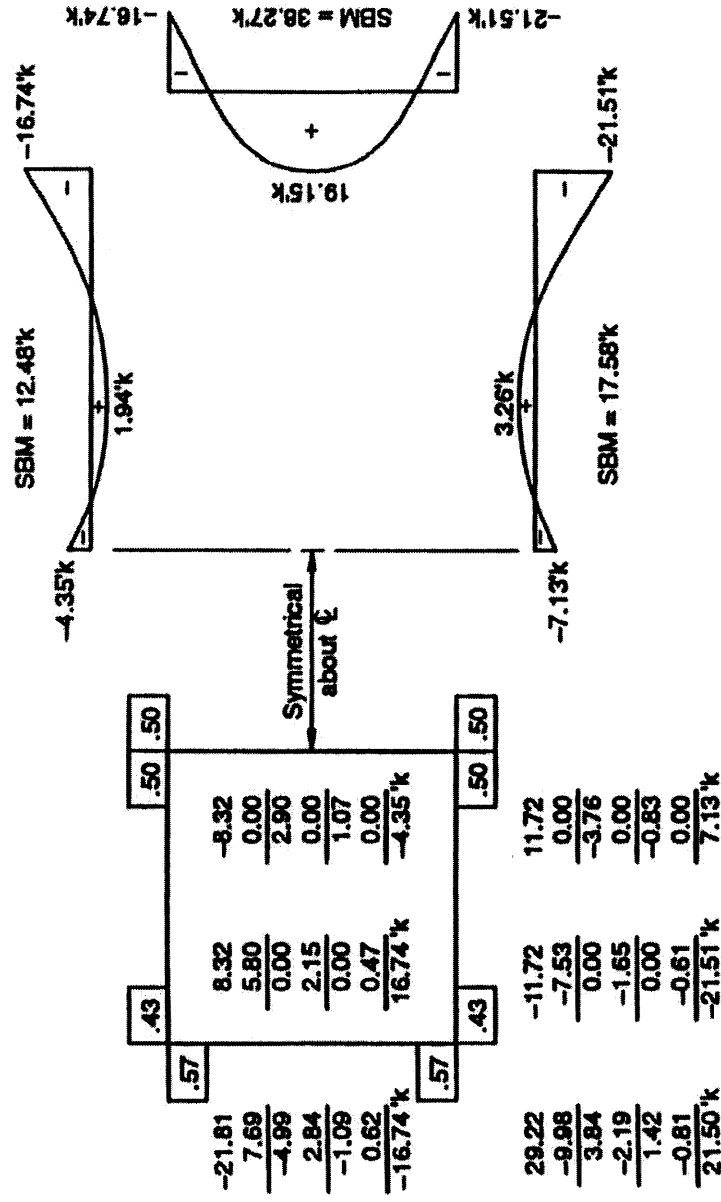 .43 .50 .50
.57
-21.81 8.32 -8.32
7.69 5.80 0.00
-4.99 0.00 2.90
2.84 2.15 0.00
-1.09 0.00 1.07
0.62 0.47 0.00
-16.74'k 16.74'k -4.35'k
.57
.43 .50 .50
29.22 -11.72 11.72
-9.98 -7.53 0.00
3.84 0.00 -3.76
-2.19 -1.65 0.00
1.42 0.00 -0.83
-0.81 -0.61 0.00
21.50'k -21.51'k 7.13'k
Symmetrical
about ℄
SBM = 12.48'k
-4.35'k
-16.74'k
-
+
-
1.94'k
-16.74'k
SBM = 38.27'k
-21.51'k
-
+
-
19.15'k
3.26'k
-
+
-
-7.13'k
-21.51'k
SBM = 17.58'k